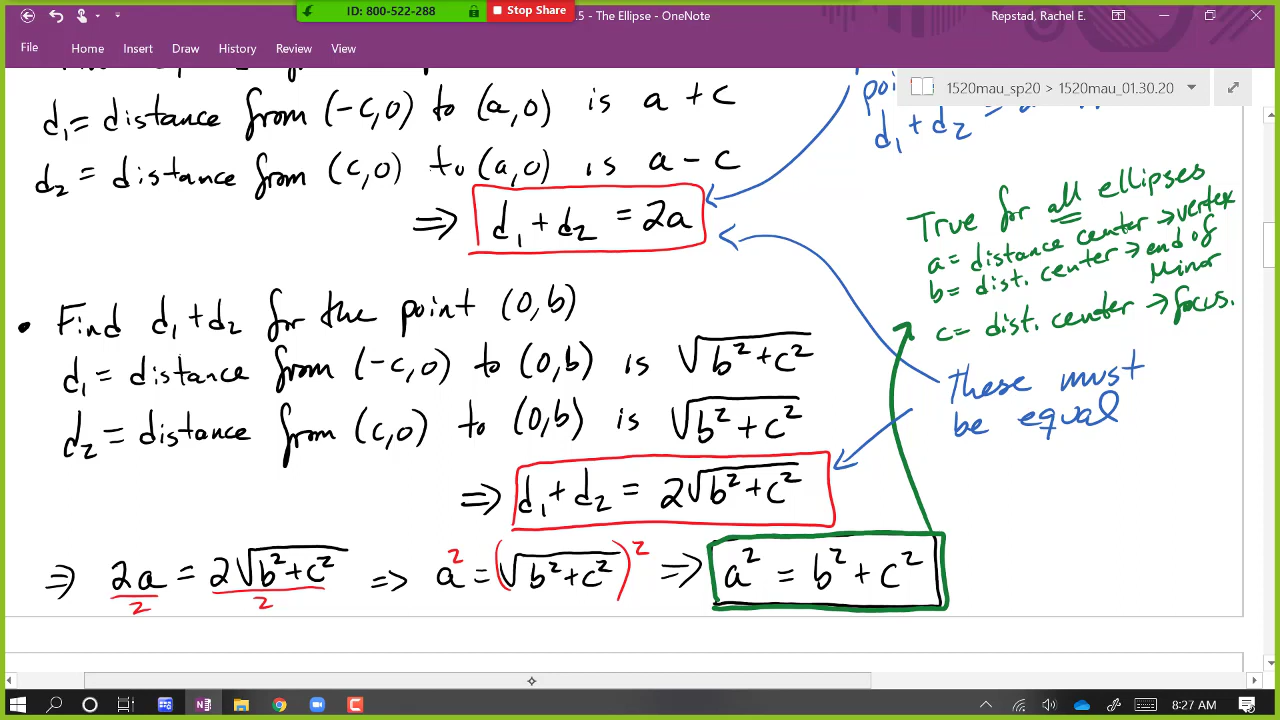 ID: 800-522-288 Stop Share
.5 - The Ellipse - OneNote
Repstad, Rachel E.
File Home Insert Draw History Review View
1520mau_sp20 > 1520mau_01.30.20
d₁ + d₂
d₁= distance from (-c,0) to (a,0) is a + c
d₂ = distance from (c,0) to (a,0) is a - c
⇒ d₁ + d₂ = 2a
True for all ellipses
a = distance center → vertex
b = dist. center → end of
Minor
c = dist. center → focus.
• Find d₁+d₂ for the point (0,b)
d₁ = distance from (-c,0) to (0,b) is √b²+c²
d₂ = distance from (c,0) to (0,b) is √b²+c²
these must
be equal
⇒ d₁+d₂ = 2√b²+c²
⇒ 2a/2 = 2√b²+c²/2 ⇒ a² = (√b²+c²)² ⇒ a² = b² + c²
8:27 AM